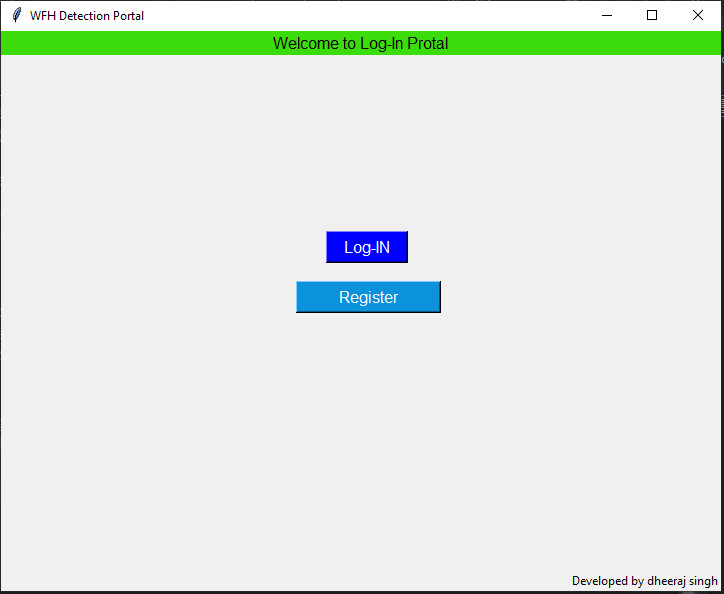 WFH Detection Portal
Welcome to Log-In Protal
Log-IN
Register
Developed by dheeraj singh